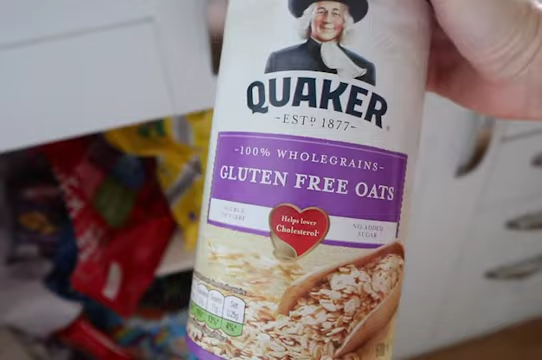 QUAKER
-ESTD 1877-
-100% WHOLEGRAINS-
GLUTEN FREE OATS
Helps lower
Cholesterol
NO ADDED
SUGAR